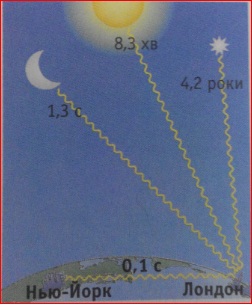 8,3 хв
4,2 роки
1,3 с
0,1 с
Нью-Йорк
Лондон